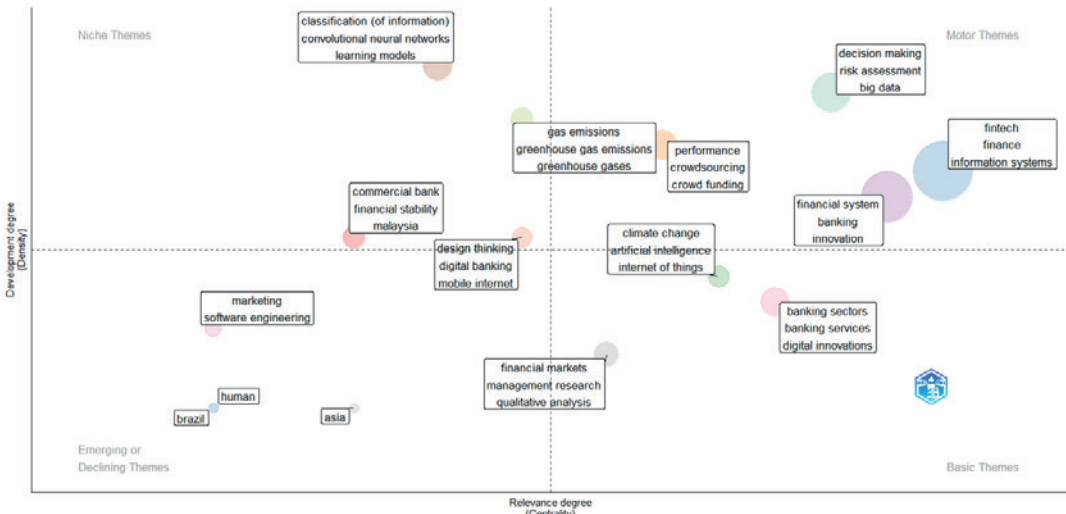 Niche Themes
classification (of information)
convolutional neural networks
learning models
Motor Themes
decision making
risk assessment
big data
gas emissions
greenhouse gas emissions
greenhouse gases
performance
crowdsourcing
crowd funding
fintech
finance
information systems
commercial bank
financial stability
malaysia
financial system
banking
innovation
design thinking
digital banking
mobile internet
climate change
artificial intelligence
internet of things
Development degree
(Density)
marketing
software engineering
banking sectors
banking services
digital innovations
financial markets
management research
qualitative analysis
human
brazil
asia
Emerging or
Declining Themes
Basic Themes
Relevance degree
(Centrality)